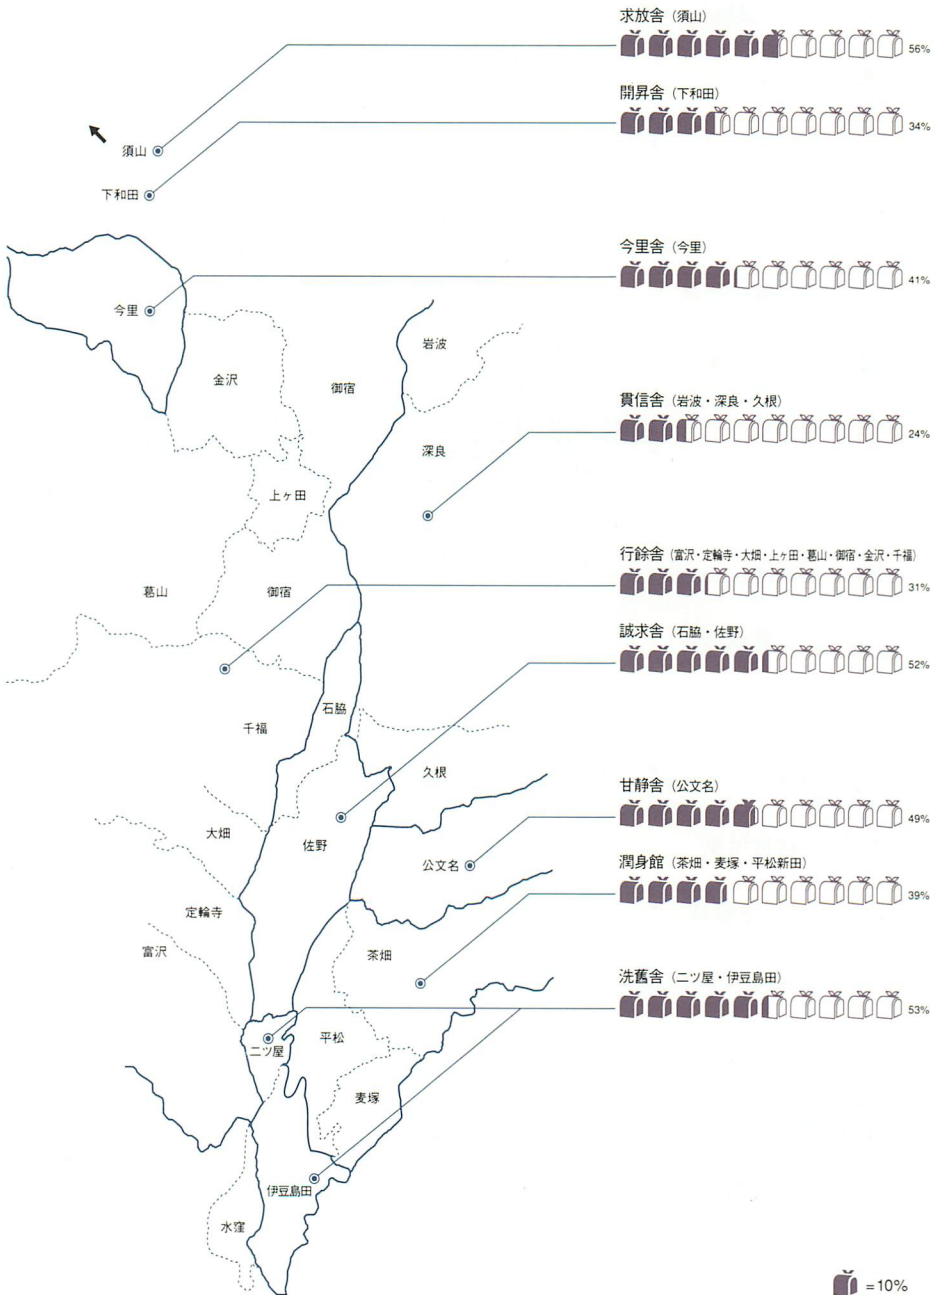 求放舎（須山）
56%
開昇舎（下和田）
34%
須山
下和田
今里舎（今里）
41%
今里
岩波
金沢
御宿
貫信舎（岩波・深良・久根）
24%
深良
上ヶ田
行餘舎（富沢・定輪寺・大畑・上ヶ田・葛山・御宿・金沢・千福）
31%
葛山
御宿
誠求舎（石脇・佐野）
52%
石脇
千福
久根
甘静舎（公文名）
49%
大畑
佐野
公文名
潤身館（茶畑・麦塚・平松新田）
39%
定輪寺
富沢
茶畑
洗舊舎（二ツ屋・伊豆島田）
53%
平松
二ツ屋
麦塚
伊豆島田
水窪
=10%